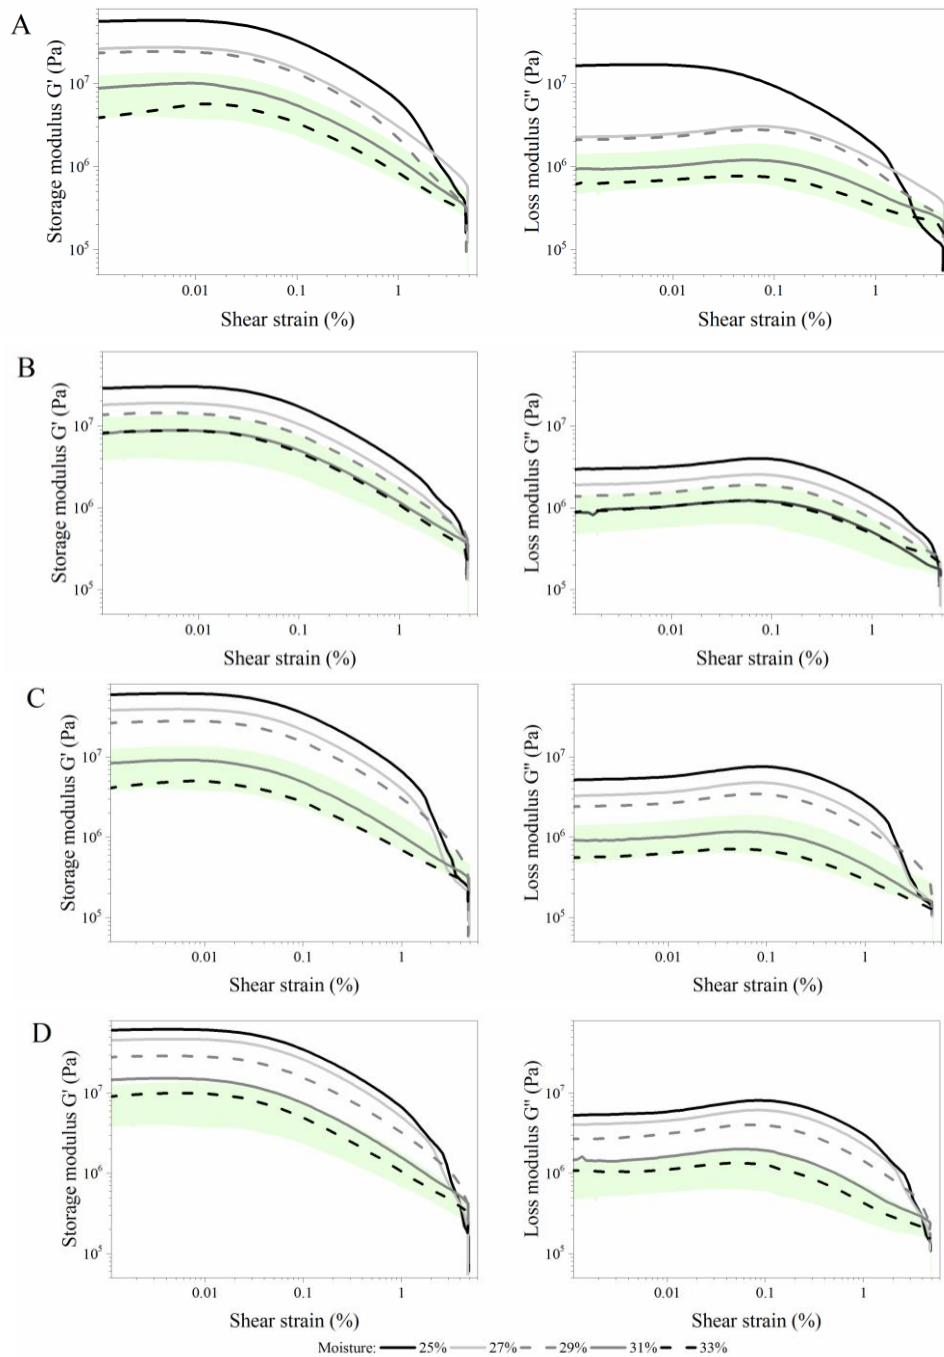 A
Storage modulus G' (Pa)
10⁷
10⁶
10⁵
0.01
0.1
1
Shear strain (%)
Loss modulus G'' (Pa)
10⁷
10⁶
10⁵
0.01
0.1
1
Shear strain (%)
B
Storage modulus G' (Pa)
10⁷
10⁶
10⁵
0.01
0.1
1
Shear strain (%)
Loss modulus G'' (Pa)
10⁷
10⁶
10⁵
0.01
0.1
1
Shear strain (%)
C
Storage modulus G' (Pa)
10⁷
10⁶
10⁵
0.01
0.1
1
Shear strain (%)
Loss modulus G'' (Pa)
10⁷
10⁶
10⁵
0.01
0.1
1
Shear strain (%)
D
Storage modulus G' (Pa)
10⁷
10⁶
10⁵
0.01
0.1
1
Shear strain (%)
Loss modulus G'' (Pa)
10⁷
10⁶
10⁵
0.01
0.1
1
Shear strain (%)
Moisture: 25% 27% 29% 31% 33%